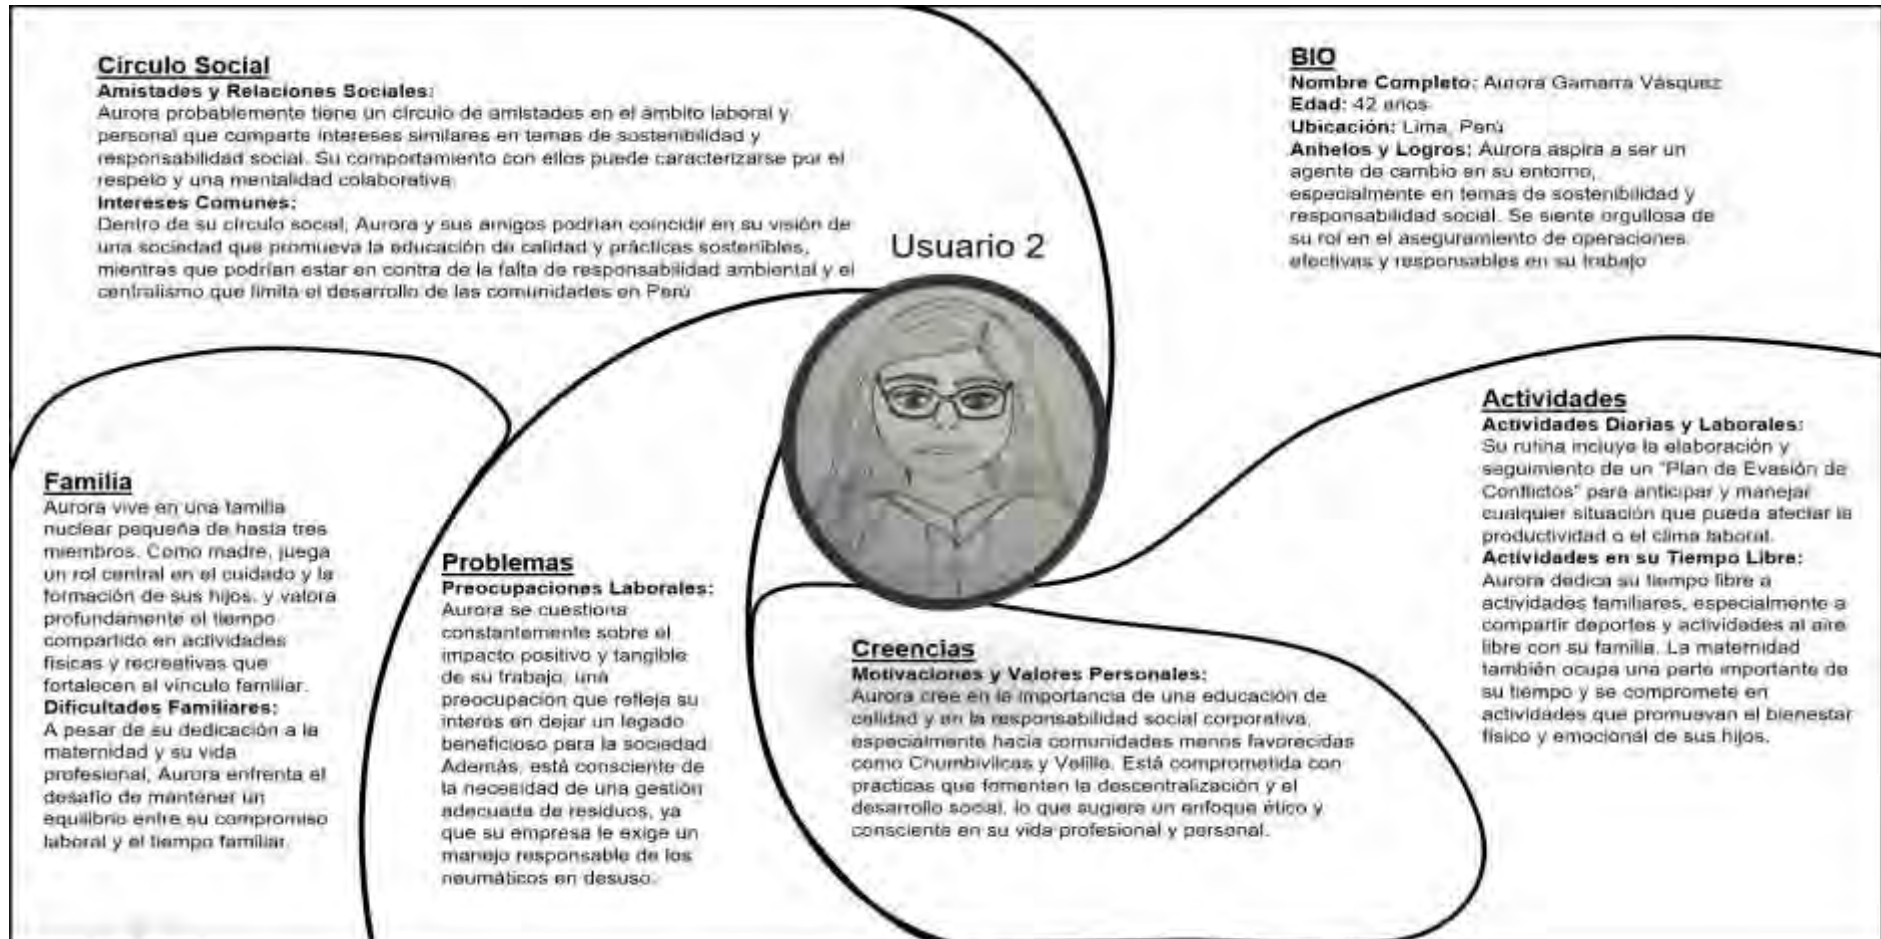 Circulo Social
Amistades y Relaciones Sociales:
Aurora probablemente tiene un círculo de amistades en el ámbito laboral y
personal que comparte intereses similares en temas de sostenibilidad y
responsabilidad social. Su comportamiento con ellos puede caracterizarse por el
respeto y una mentalidad colaborativa
Intereses Comunes:
Dentro de su círculo social, Aurora y sus amigos podrían coincidir en su visión de
una sociedad que promueva la educación de calidad y prácticas sostenibles,
mientras que podrían estar en contra de la falta de responsabilidad ambiental y el
centralismo que limita el desarrollo de las comunidades en Perú
BIO
Nombre Completo: Aurora Gamarra Vásquez
Edad: 42 años
Ubicación: Lima, Perú
Anhelos y Logros: Aurora aspira a ser un
agente de cambio en su entorno,
especialmente en temas de sostenibilidad y
responsabilidad social. Se siente orgullosa de
su rol en el aseguramiento de operaciones
efectivas y responsables en su trabajo
Usuario 2
Familia
Aurora vive en una familia
nuclear pequeña de hasta tres
miembros. Como madre, juega
un rol central en el cuidado y la
formación de sus hijos, y valora
profundamente el tiempo
compartido en actividades
físicas y recreativas que
fortalecen el vínculo familiar.
Dificultades Familiares:
A pesar de su dedicación a la
maternidad y su vida
profesional, Aurora enfrenta el
desafío de mantener un
equilibrio entre su compromiso
laboral y el tiempo familiar.
Problemas
Preocupaciones Laborales:
Aurora se cuestiona
constantemente sobre el
impacto positivo y tangible
de su trabajo, una
preocupación que refleja su
interés en dejar un legado
beneficioso para la sociedad.
Además, está consciente de
la necesidad de una gestión
adecuada de residuos, ya
que su empresa le exige un
manejo responsable de los
neumáticos en desuso.
Creencias
Motivaciones y Valores Personales:
Aurora cree en la importancia de una educación de
calidad y en la responsabilidad social corporativa,
especialmente hacia comunidades menos favorecidas
como Chumbivilcas y Velille. Está comprometida con
prácticas que fomenten la descentralización y el
desarrollo social, lo que sugiere un enfoque ético y
consciente en su vida profesional y personal.
Actividades
Actividades Diarias y Laborales:
Su rutina incluye la elaboración y
seguimiento de un "Plan de Evasión de
Conflictos" para anticipar y manejar
cualquier situación que pueda afectar la
productividad o el clima laboral.
Actividades en su Tiempo Libre:
Aurora dedica su tiempo libre a
actividades familiares, especialmente a
compartir deportes y actividades al aire
libre con su familia. La maternidad
también ocupa una parte importante de
su tiempo y se compromete en
actividades que promuevan el bienestar
físico y emocional de sus hijos.